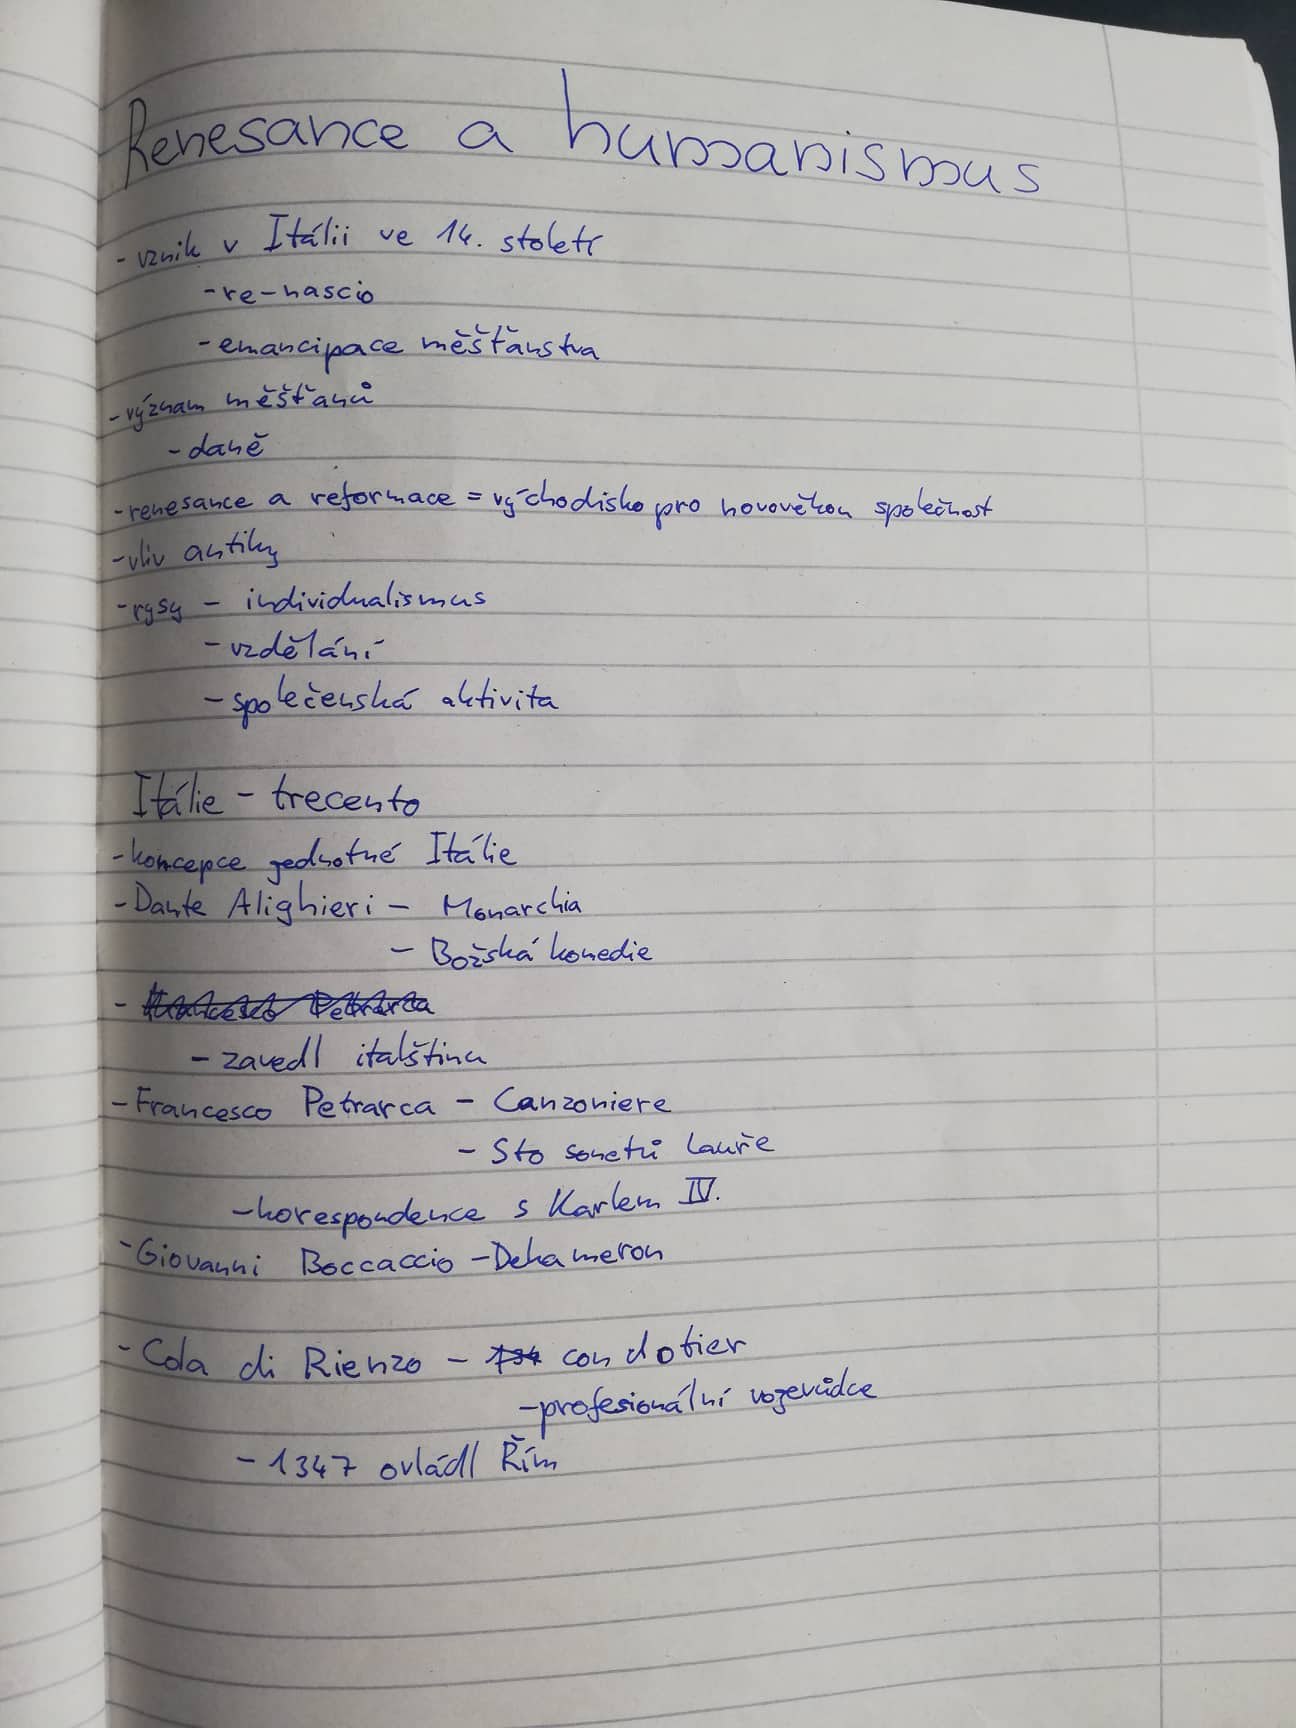 Renesance a humanismus
- vznik v Itálii ve 14. století
- re-nascio
- emancipace měšťanstva
- význam měšťanů
- daně
- renesance a reformace = východisko pro novověkou společnost
- vliv antiky
- rysy - individualismus
- vzdělání
- společenská aktivita
Itálie - trecento
- koncepce jednotné Itálie
- Dante Alighieri - Monarchia
- Božská komedie
- Francesco Petrarca
- zavedl italštinu
- Francesco Petrarca - Canzoniere
- Sto sonetů Lauře
- korespondence s Karlem IV.
- Giovanni Boccaccio - Dekameron
- Cola di Rienzo - 134 condotier
- profesionální vojevůdce
- 1347 ovládl Řím